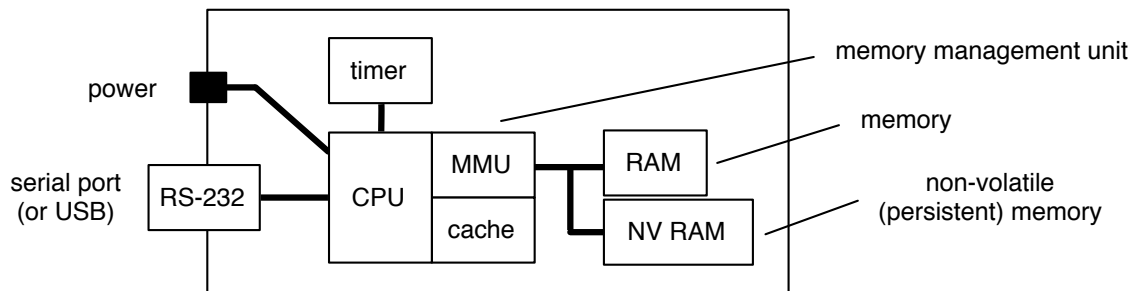 timer
memory management unit
power
memory
MMU
RAM
serial port
(or USB)
RS-232
CPU
non-volatile
(persistent) memory
cache
NV RAM